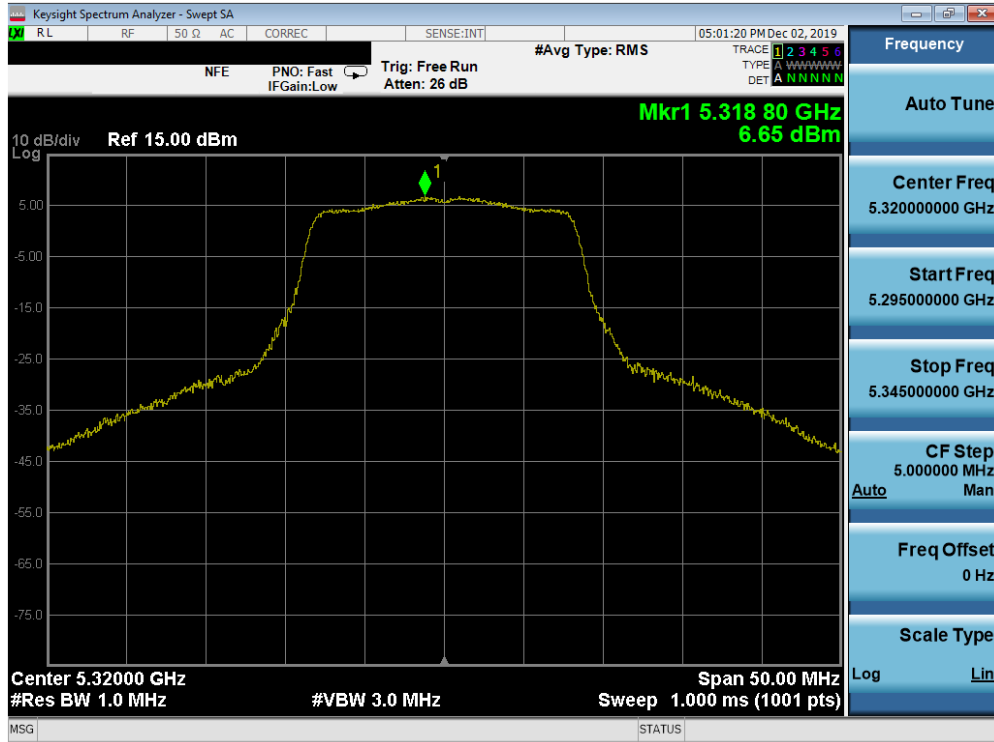 Keysight Spectrum Analyzer - Swept SA
LXI RL RF 50 Ω AC CORREC SENSE:INT 05:01:20 PM Dec 02, 2019
#Avg Type: RMS TRACE 1 2 3 4 5 6
NFE PNO: Fast Trig: Free Run TYPE A WWWWW
IFGain:Low Atten: 26 dB DET A N N N N N
Mkr1 5.318 80 GHz
6.65 dBm
10 dB/div Ref 15.00 dBm
Log
1
5.00
-5.00
-15.0
-25.0
-35.0
-45.0
-55.0
-65.0
-75.0
Center 5.32000 GHz Span 50.00 MHz
#Res BW 1.0 MHz #VBW 3.0 MHz Sweep 1.000 ms (1001 pts)
MSG STATUS
Frequency
Auto Tune
Center Freq
5.320000000 GHz
Start Freq
5.295000000 GHz
Stop Freq
5.345000000 GHz
CF Step
5.000000 MHz
Auto Man
Freq Offset
0 Hz
Scale Type
Log Lin